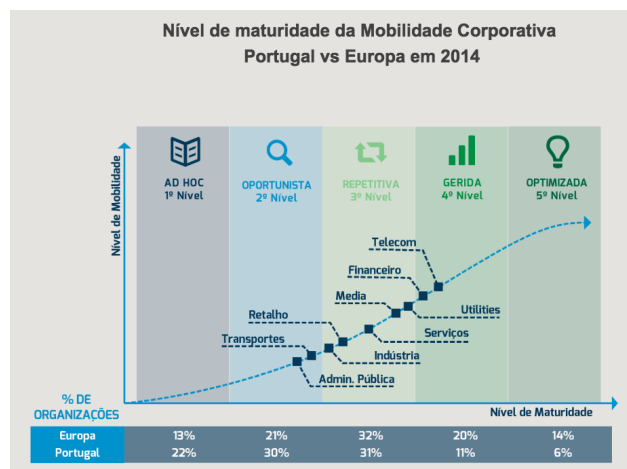 Nível de maturidade da Mobilidade Corporativa
Portugal vs Europa em 2014
AD HOC
1º Nível
OPORTUNISTA
2º Nível
REPETITIVA
3º Nível
GERIDA
4º Nível
OPTIMIZADA
5º Nível
Nível de Mobilidade
Telecom
Financeiro
Media
Utilities
Retalho
Serviços
Transportes
Indústria
Admin. Pública
Nível de Maturidade
% DE
ORGANIZAÇÕES
Europa 13% 21% 32% 20% 14%
Portugal 22% 30% 31% 11% 6%